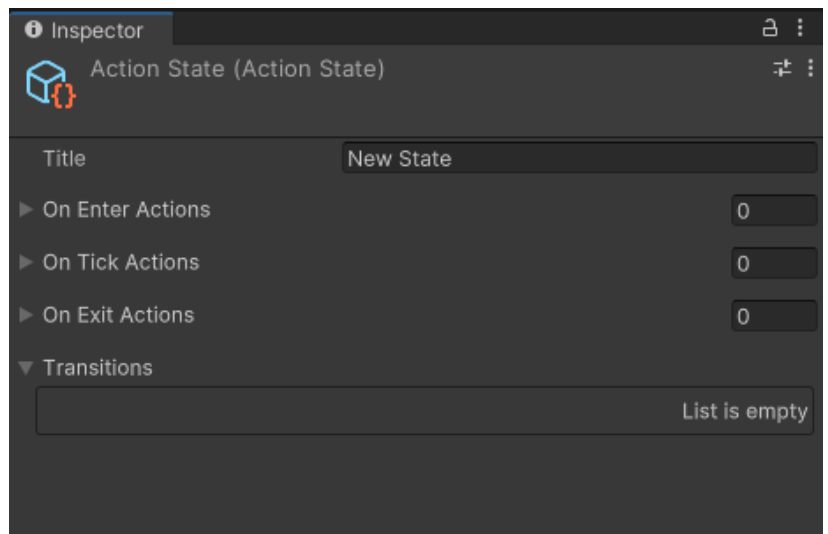 Inspector
Action State (Action State)
Title New State
On Enter Actions 0
On Tick Actions 0
On Exit Actions 0
Transitions
List is empty